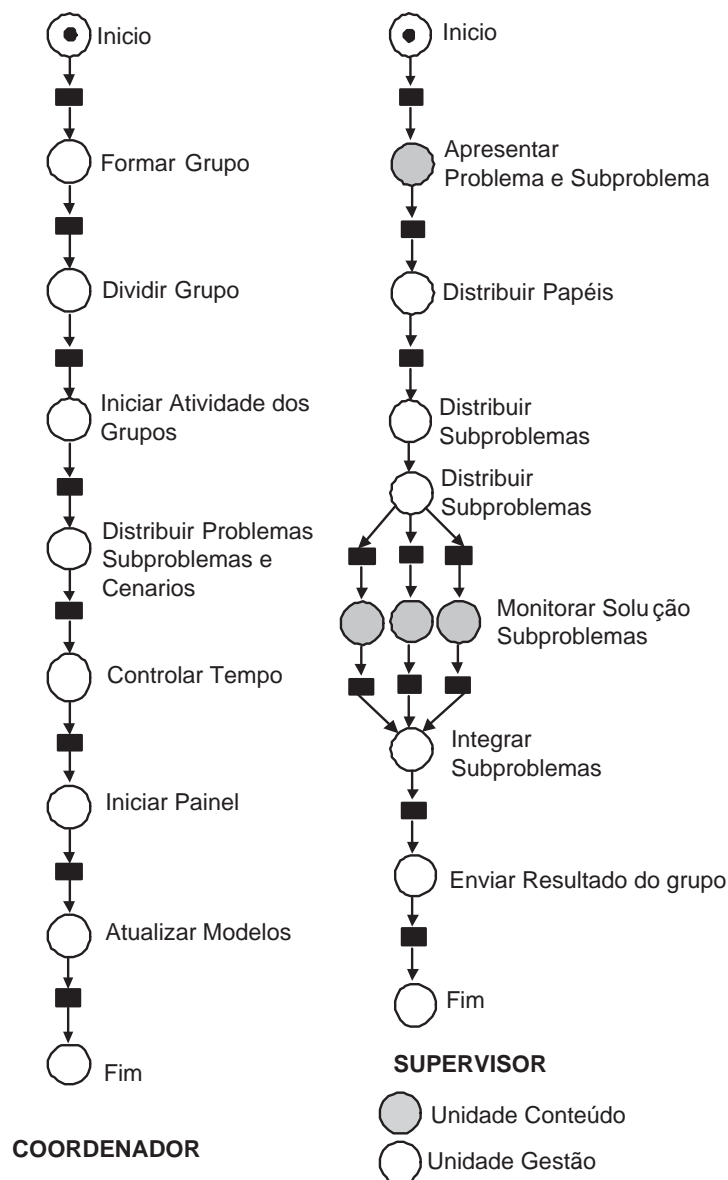 Inicio
Formar Grupo
Dividir Grupo
Iniciar Atividade dos
Grupos
Distribuir Problemas
Subproblemas e
Cenarios
Controlar Tempo
Iniciar Painel
Atualizar Modelos
Fim
COORDENADOR
Inicio
Apresentar
Problema e Subproblema
Distribuir Papéis
Distribuir
Subproblemas
Distribuir
Subproblemas
Monitorar Solução
Subproblemas
Integrar
Subproblemas
Enviar Resultado do grupo
Fim
SUPERVISOR
Unidade Conteúdo
Unidade Gestão